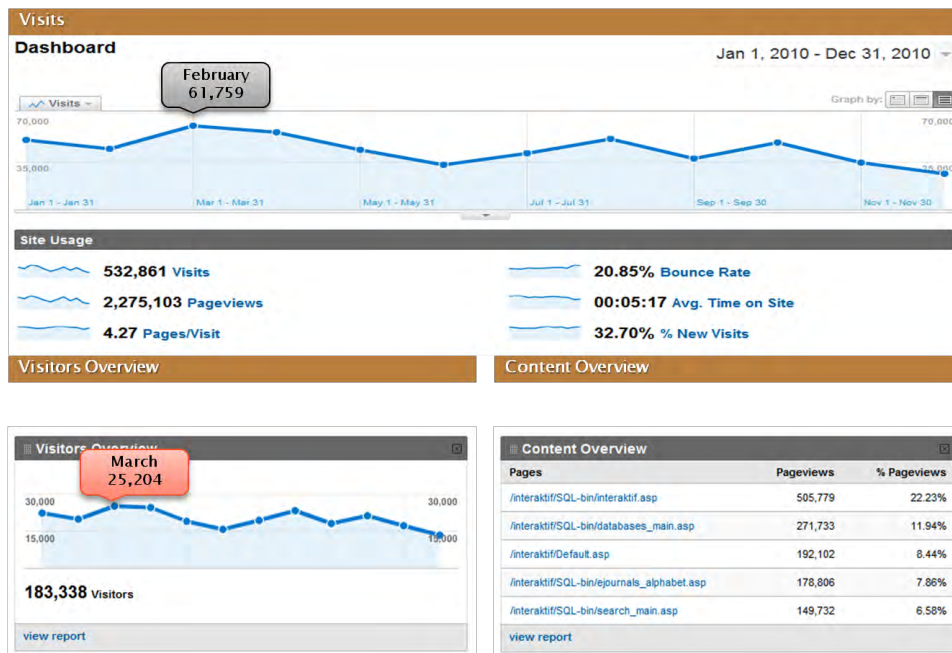 Visits
Dashboard
Jan 1, 2010 - Dec 31, 2010
February
61,759
Visits
Graph by:
70,000
70,000
35,000
35,000
Jan 1 - Jan 31
Mar 1 - Mar 31
May 1 - May 31
Jul 1 - Jul 31
Sep 1 - Sep 30
Nov 1 - Nov 30
Site Usage
532,861 Visits
20.85% Bounce Rate
2,275,103 Pageviews
00:05:17 Avg. Time on Site
4.27 Pages/Visit
32.70% % New Visits
Visitors Overview
Content Overview
Visitors Overview
March
25,204
30,000
30,000
15,000
15,000
183,338 Visitors
view report
Content Overview
Pages Pageviews % Pageviews
/interaktif/SQL-bin/interaktif.asp 505,779 22.23%
/interaktif/SQL-bin/databases_main.asp 271,733 11.94%
/interaktif/Default.asp 192,102 8.44%
/interaktif/SQL-bin/ejournals_alphabet.asp 178,806 7.86%
/interaktif/SQL-bin/search_main.asp 149,732 6.58%
view report